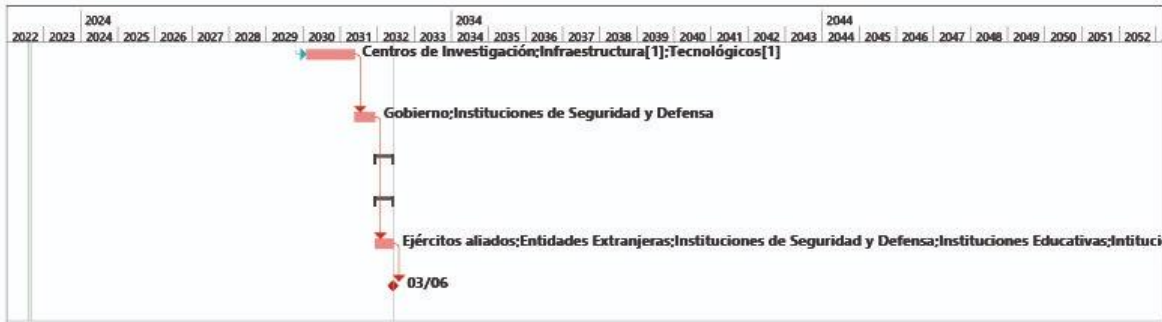 2024 2034 2044
2022 2023 2024 2025 2026 2027 2028 2029 2030 2031 2032 2033 2034 2035 2036 2037 2038 2039 2040 2041 2042 2043 2044 2045 2046 2047 2048 2049 2050 2051 2052
Centros de Investigación;Infraestructura[1];Tecnológicos[1]
Gobierno;Instituciones de Seguridad y Defensa
Ejércitos aliados;Entidades Extranjeras;Instituciones de Seguridad y Defensa;Instituciones Educativas;Intitucio
03/06